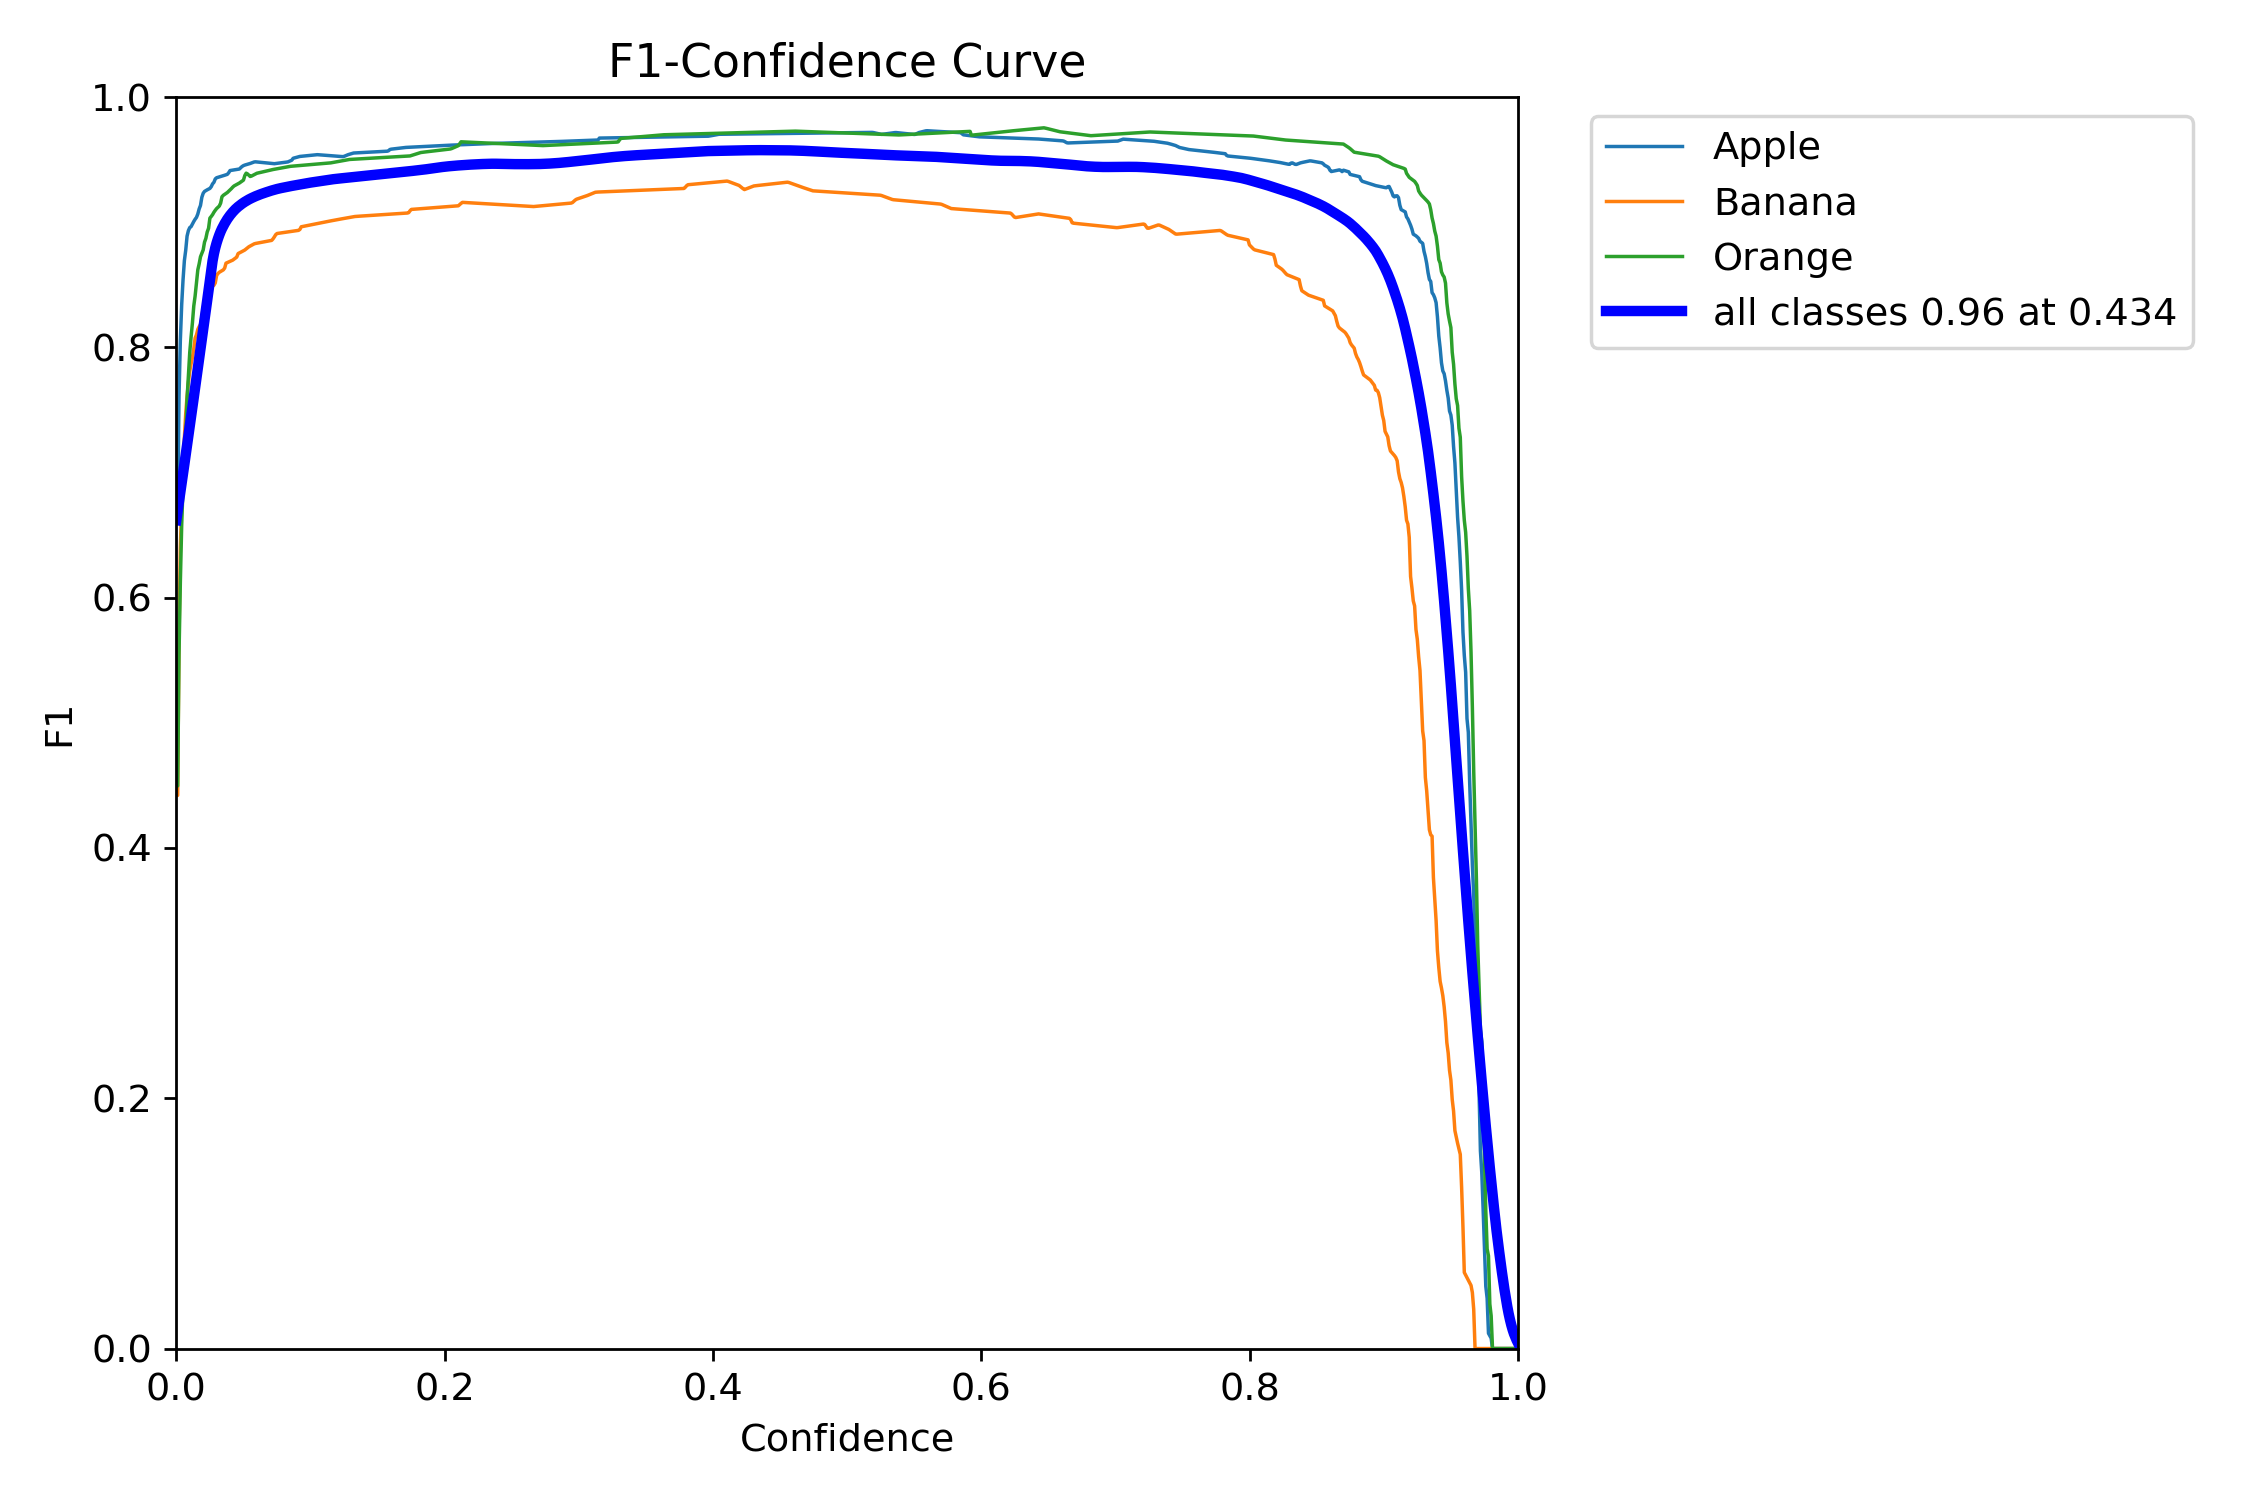 F1-Confidence Curve
1.0
0.8
0.6
0.4
0.2
0.0
F1
0.0 0.2 0.4 0.6 0.8 1.0
Confidence
Apple
Banana
Orange
all classes 0.96 at 0.434